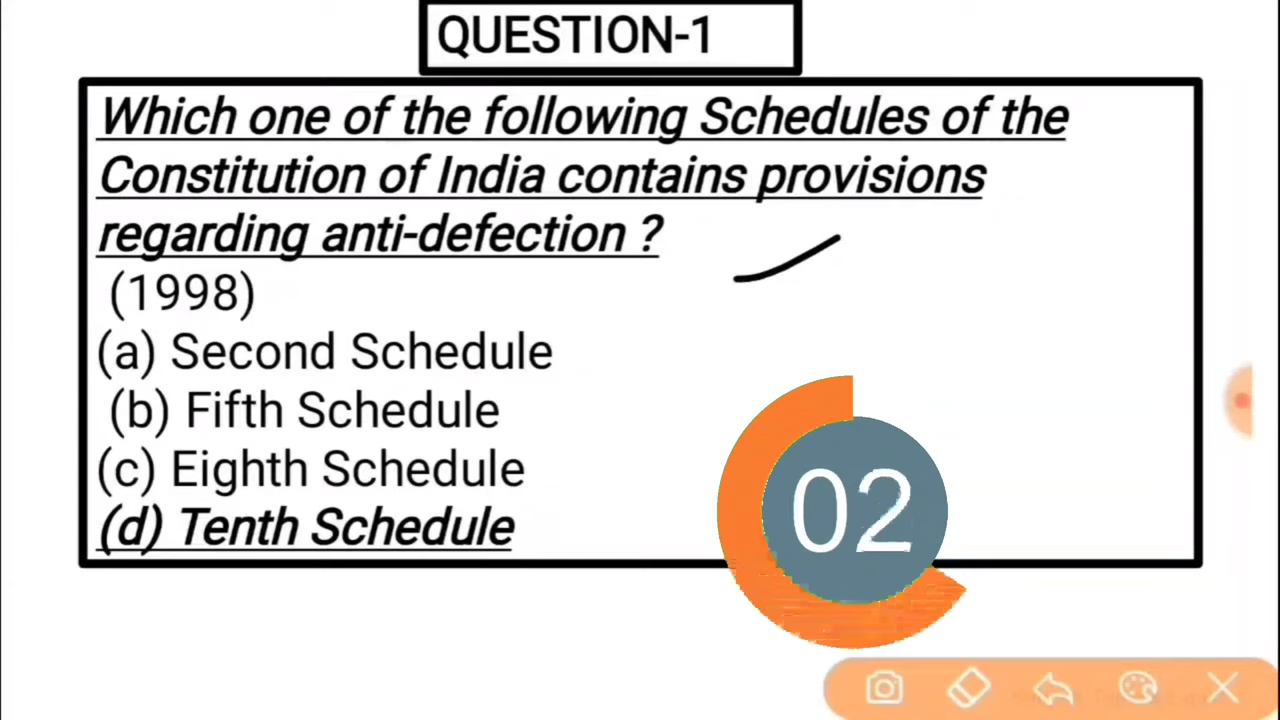 QUESTION-1
Which one of the following Schedules of the
Constitution of India contains provisions
regarding anti-defection ?
(1998)
(a) Second Schedule
(b) Fifth Schedule
(c) Eighth Schedule
(d) Tenth Schedule
02